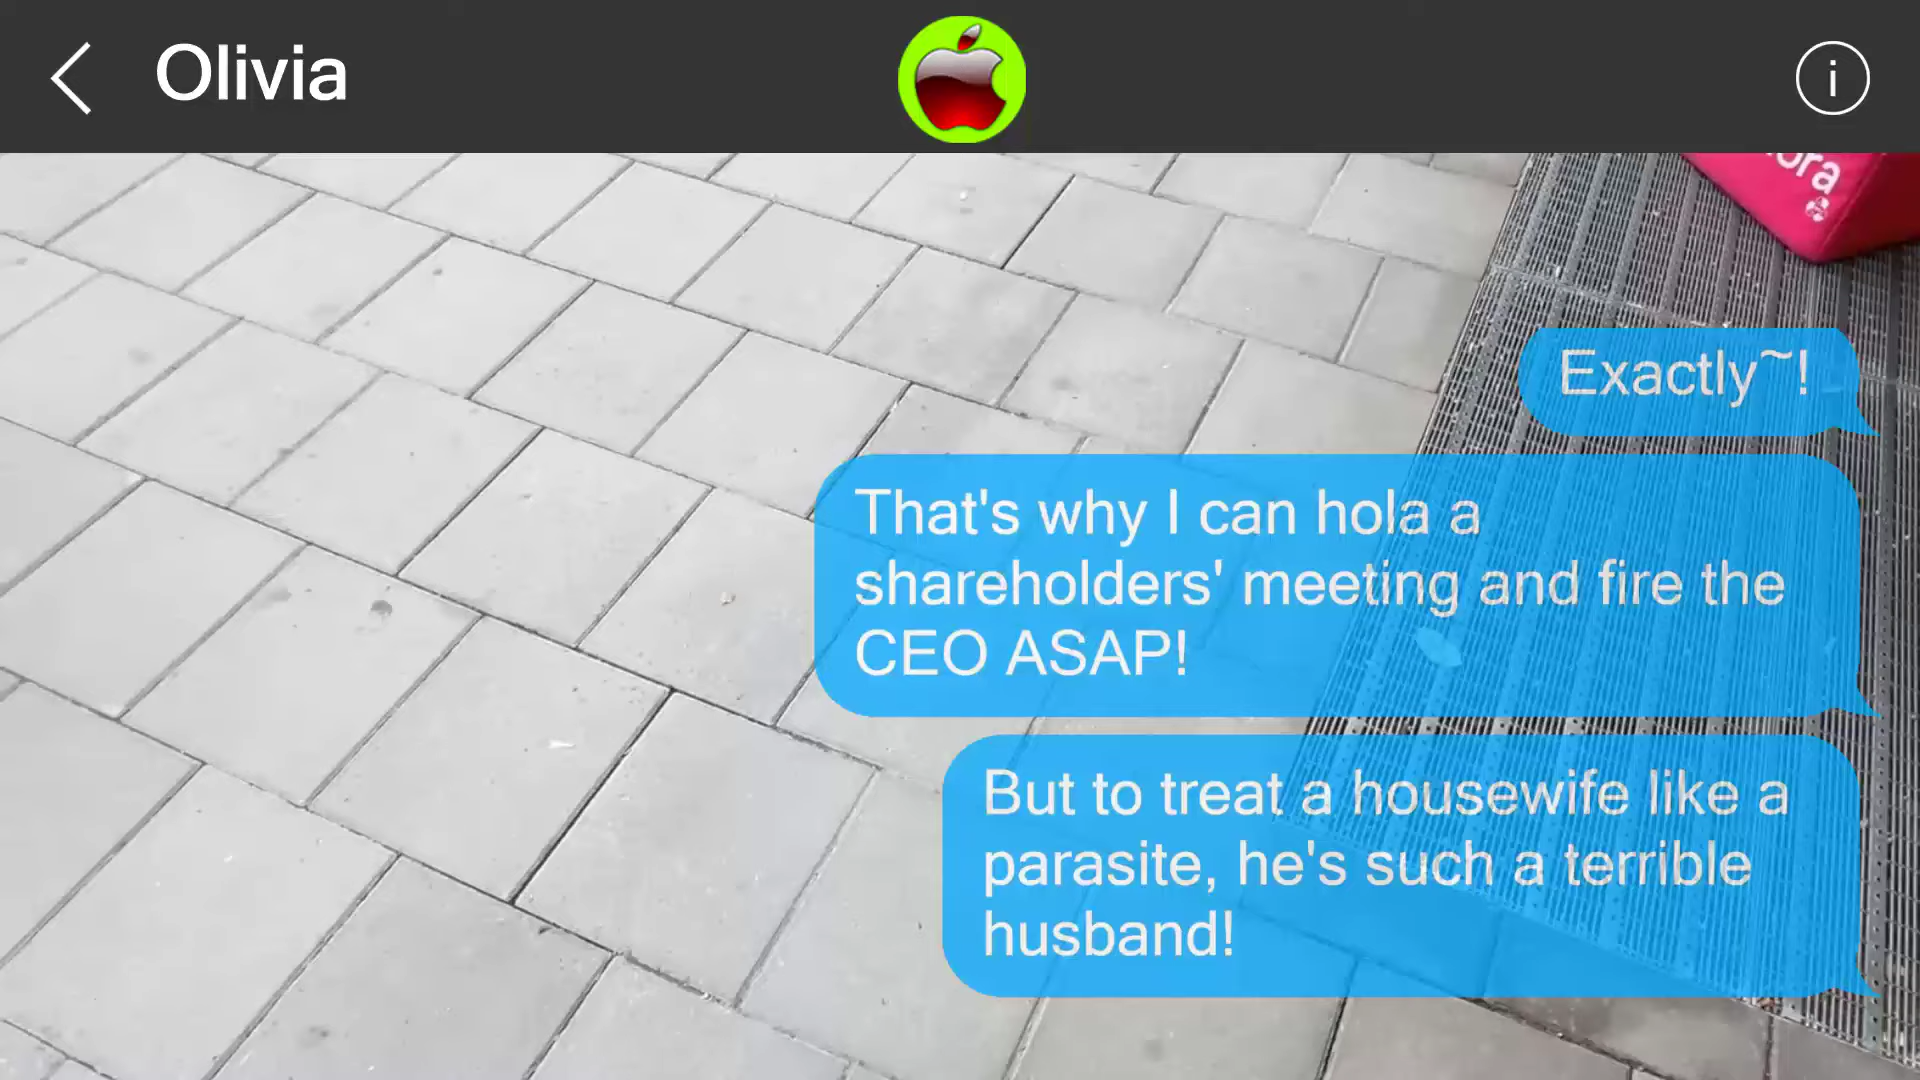 Olivia
i
ora
Exactly~!
That's why I can hola a
shareholders' meeting and fire the
CEO ASAP!
But to treat a housewife like a
parasite, he's such a terrible
husband!